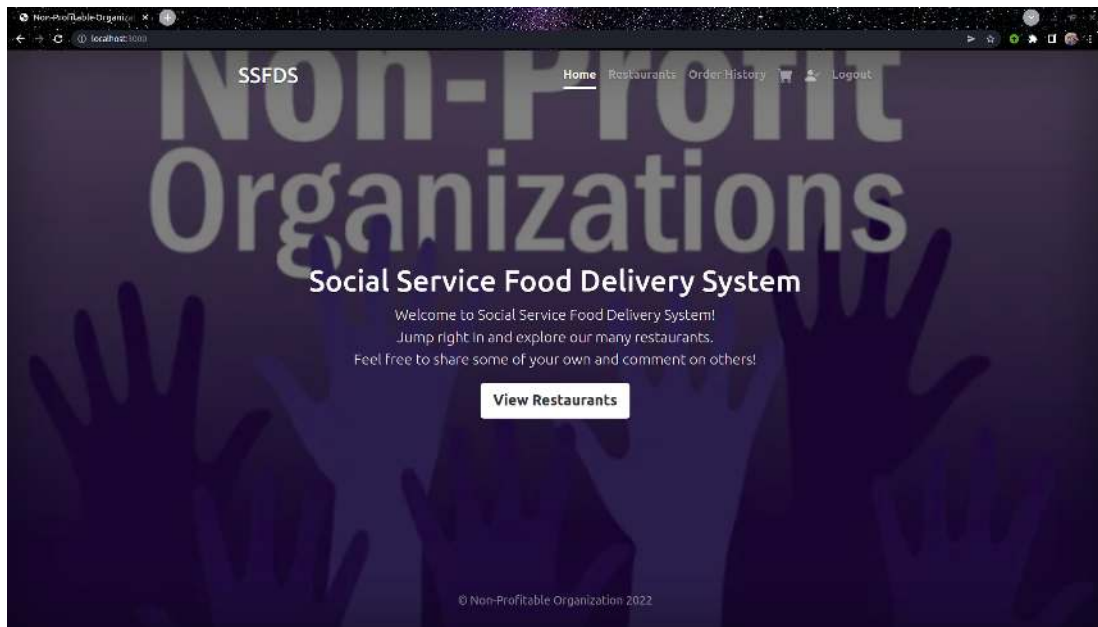 Non-Profitable-Organiz
localhost:3000
SSFDS
Home Restaurants Order History Logout
Non-Profit
Organizations
Social Service Food Delivery System
Welcome to Social Service Food Delivery System!
Jump right in and explore our many restaurants.
Feel free to share some of your own and comment on others!
View Restaurants
© Non-Profitable Organization 2022